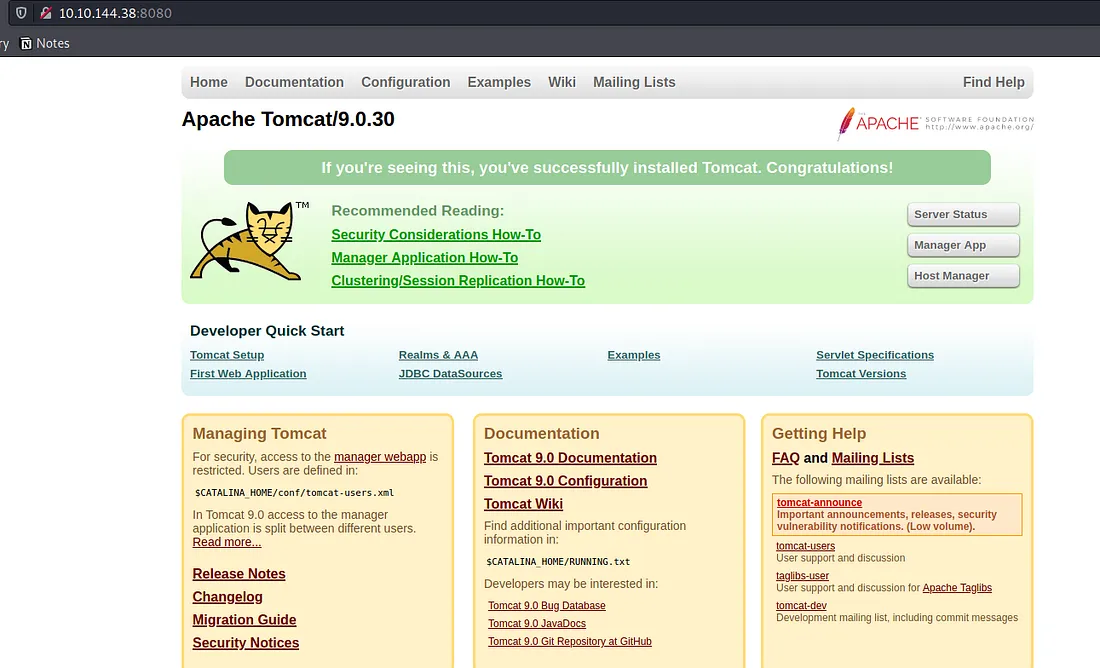 10.10.144.38:8080
ry Notes
Home Documentation Configuration Examples Wiki Mailing Lists Find Help
Apache Tomcat/9.0.30
THE
APACHE SOFTWARE FOUNDATION
http://www.apache.org/
If you're seeing this, you've successfully installed Tomcat. Congratulations!
TM
Recommended Reading:
Security Considerations How-To
Manager Application How-To
Clustering/Session Replication How-To
Server Status
Manager App
Host Manager
Developer Quick Start
Tomcat Setup
First Web Application
Realms & AAA
JDBC DataSources
Examples
Servlet Specifications
Tomcat Versions
Managing Tomcat
For security, access to the manager webapp is
restricted. Users are defined in:
$CATALINA_HOME/conf/tomcat-users.xml
In Tomcat 9.0 access to the manager
application is split between different users.
Read more...
Release Notes
Changelog
Migration Guide
Security Notices
Documentation
Tomcat 9.0 Documentation
Tomcat 9.0 Configuration
Tomcat Wiki
Find additional important configuration
information in:
$CATALINA_HOME/RUNNING.txt
Developers may be interested in:
Tomcat 9.0 Bug Database
Tomcat 9.0 JavaDocs
Tomcat 9.0 Git Repository at GitHub
Getting Help
FAQ and Mailing Lists
The following mailing lists are available:
tomcat-announce
Important announcements, releases, security
vulnerability notifications. (Low volume).
tomcat-users
User support and discussion
taglibs-user
User support and discussion for Apache Taglibs
tomcat-dev
Development mailing list, including commit messages